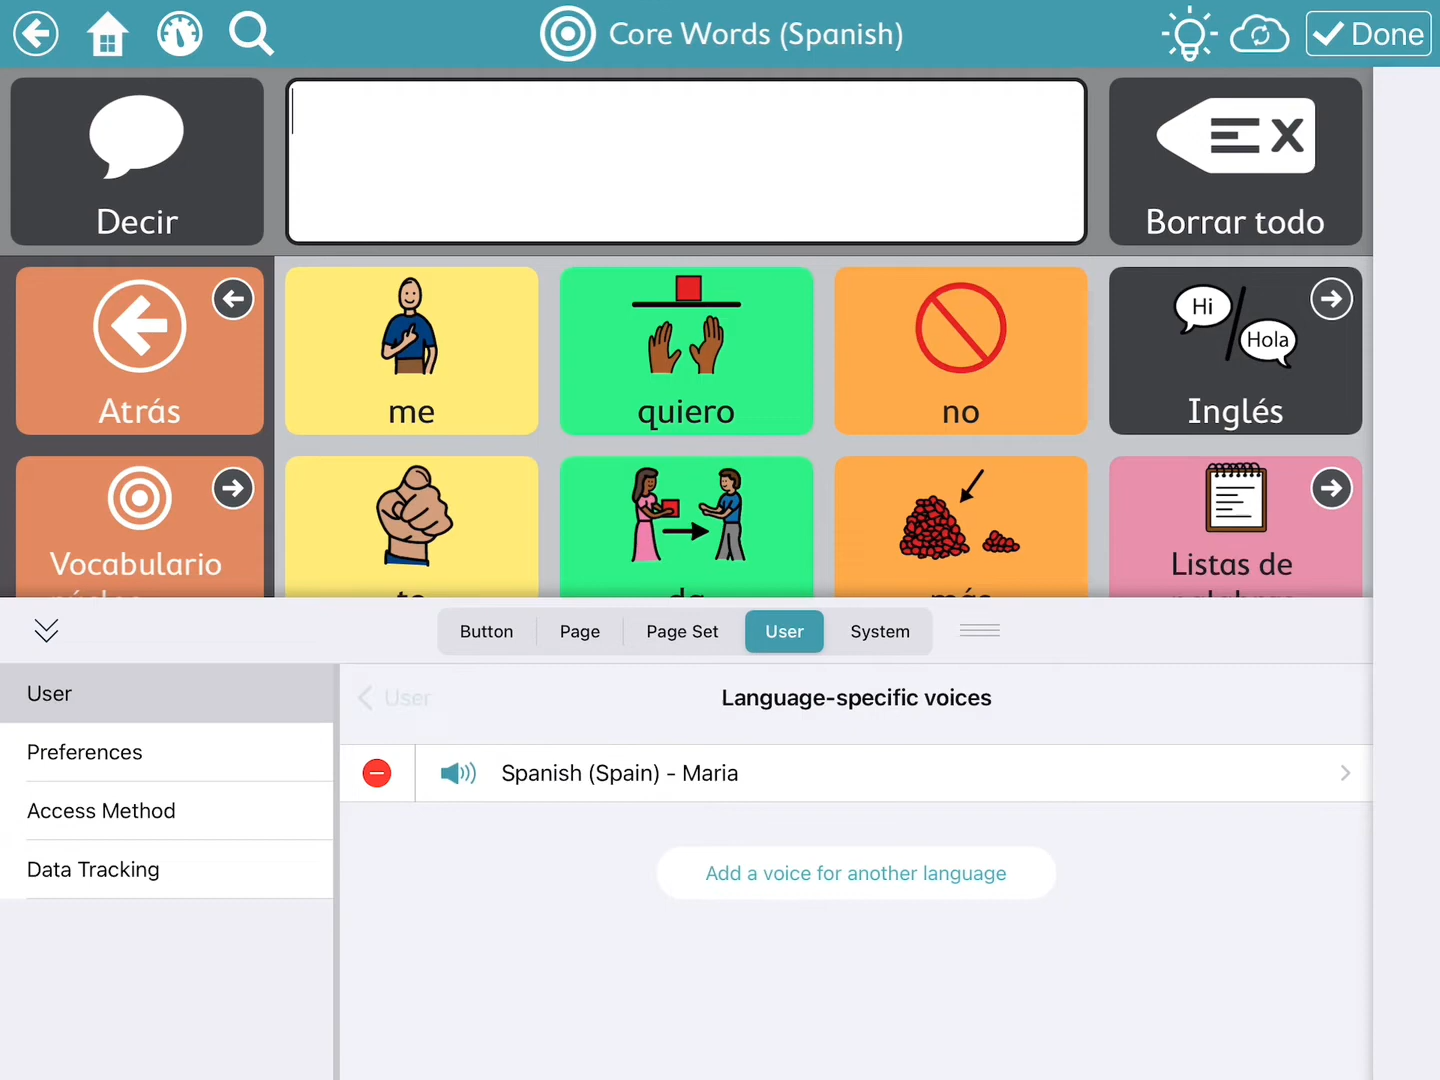 Core Words (Spanish)
Done
Decir
Borrar todo
Atrás
me
quiero
no
Hi
Hola
Inglés
Vocabulario
Listas de
Button
Page
Page Set
User
System
User
Preferences
Access Method
Data Tracking
User
Language-specific voices
Spanish (Spain) - Maria
Add a voice for another language